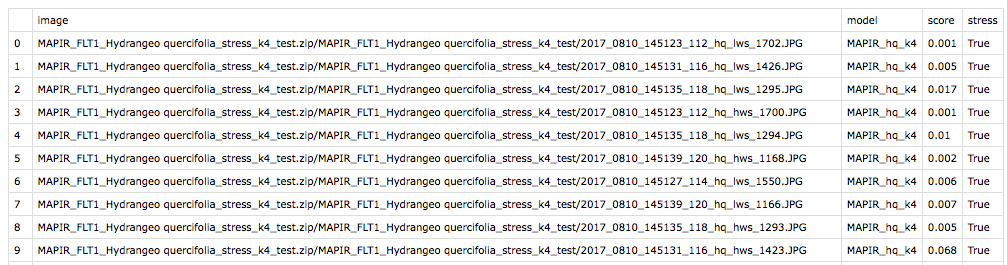 image model score stress
0 MAPIR_FLT1_Hydrangeo quercifolia_stress_k4_test.zip/MAPIR_FLT1_Hydrangeo quercifolia_stress_k4_test/2017_0810_145123_112_hq_lws_1702.JPG MAPIR_hq_k4 0.001 True
1 MAPIR_FLT1_Hydrangeo quercifolia_stress_k4_test.zip/MAPIR_FLT1_Hydrangeo quercifolia_stress_k4_test/2017_0810_145131_116_hq_lws_1426.JPG MAPIR_hq_k4 0.005 True
2 MAPIR_FLT1_Hydrangeo quercifolia_stress_k4_test.zip/MAPIR_FLT1_Hydrangeo quercifolia_stress_k4_test/2017_0810_145135_118_hq_lws_1295.JPG MAPIR_hq_k4 0.017 True
3 MAPIR_FLT1_Hydrangeo quercifolia_stress_k4_test.zip/MAPIR_FLT1_Hydrangeo quercifolia_stress_k4_test/2017_0810_145123_112_hq_hws_1700.JPG MAPIR_hq_k4 0.001 True
4 MAPIR_FLT1_Hydrangeo quercifolia_stress_k4_test.zip/MAPIR_FLT1_Hydrangeo quercifolia_stress_k4_test/2017_0810_145135_118_hq_lws_1294.JPG MAPIR_hq_k4 0.01 True
5 MAPIR_FLT1_Hydrangeo quercifolia_stress_k4_test.zip/MAPIR_FLT1_Hydrangeo quercifolia_stress_k4_test/2017_0810_145139_120_hq_hws_1168.JPG MAPIR_hq_k4 0.002 True
6 MAPIR_FLT1_Hydrangeo quercifolia_stress_k4_test.zip/MAPIR_FLT1_Hydrangeo quercifolia_stress_k4_test/2017_0810_145127_114_hq_lws_1550.JPG MAPIR_hq_k4 0.006 True
7 MAPIR_FLT1_Hydrangeo quercifolia_stress_k4_test.zip/MAPIR_FLT1_Hydrangeo quercifolia_stress_k4_test/2017_0810_145139_120_hq_lws_1166.JPG MAPIR_hq_k4 0.007 True
8 MAPIR_FLT1_Hydrangeo quercifolia_stress_k4_test.zip/MAPIR_FLT1_Hydrangeo quercifolia_stress_k4_test/2017_0810_145135_118_hq_hws_1293.JPG MAPIR_hq_k4 0.005 True
9 MAPIR_FLT1_Hydrangeo quercifolia_stress_k4_test.zip/MAPIR_FLT1_Hydrangeo quercifolia_stress_k4_test/2017_0810_145131_116_hq_hws_1423.JPG MAPIR_hq_k4 0.068 True